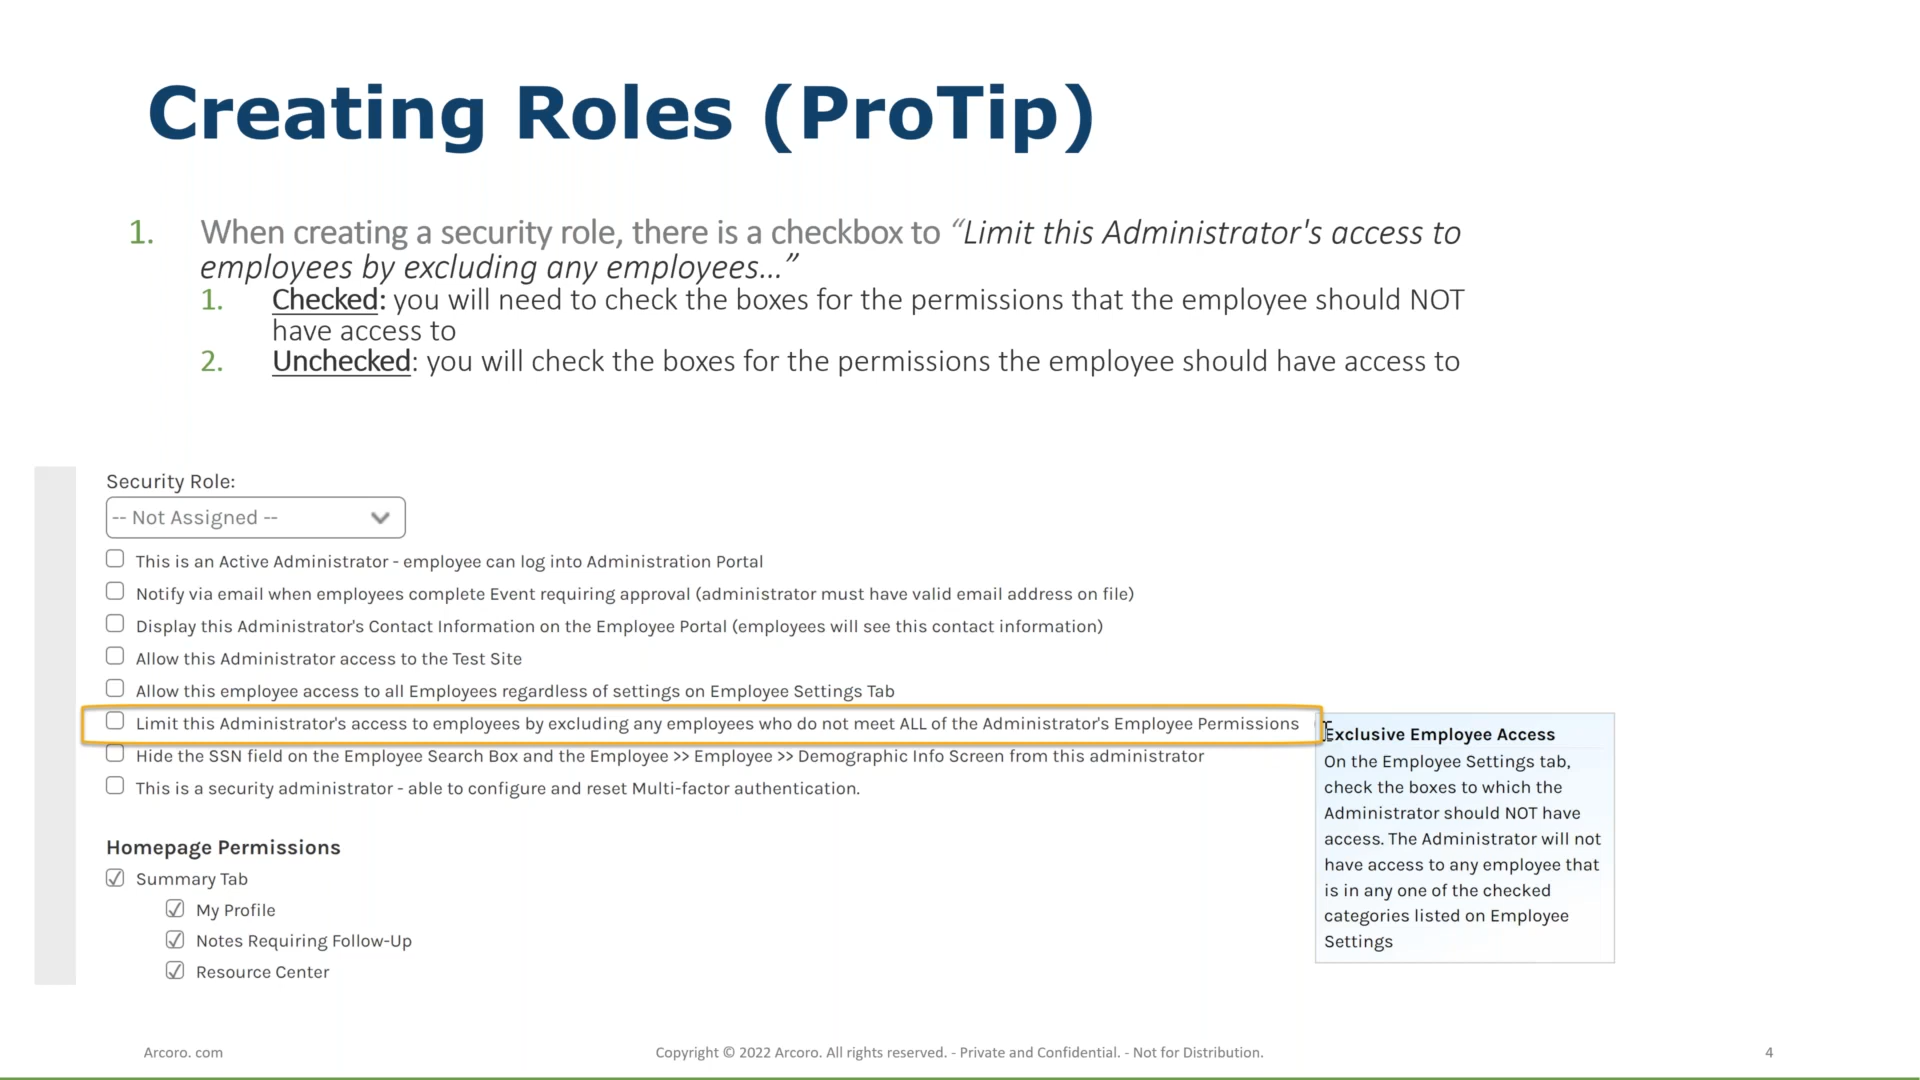 Creating Roles (ProTip)
1. When creating a security role, there is a checkbox to “Limit this Administrator's access to
employees by excluding any employees...”
1. Checked: you will need to check the boxes for the permissions that the employee should NOT
have access to
2. Unchecked: you will check the boxes for the permissions the employee should have access to
Security Role:
-- Not Assigned --
This is an Active Administrator - employee can log into Administration Portal
Notify via email when employees complete Event requiring approval (administrator must have valid email address on file)
Display this Administrator's Contact Information on the Employee Portal (employees will see this contact information)
Allow this Administrator access to the Test Site
Allow this employee access to all Employees regardless of settings on Employee Settings Tab
Limit this Administrator's access to employees by excluding any employees who do not meet ALL of the Administrator's Employee Permissions
Hide the SSN field on the Employee Search Box and the Employee >> Employee >> Demographic Info Screen from this administrator
This is a security administrator - able to configure and reset Multi-factor authentication.
Homepage Permissions
Summary Tab
My Profile
Notes Requiring Follow-Up
Resource Center
Exclusive Employee Access
On the Employee Settings tab,
check the boxes to which the
Administrator should NOT have
access. The Administrator will not
have access to any employee that
is in any one of the checked
categories listed on Employee
Settings
Arcoro. com
Copyright © 2022 Arcoro. All rights reserved. - Private and Confidential. - Not for Distribution.
4